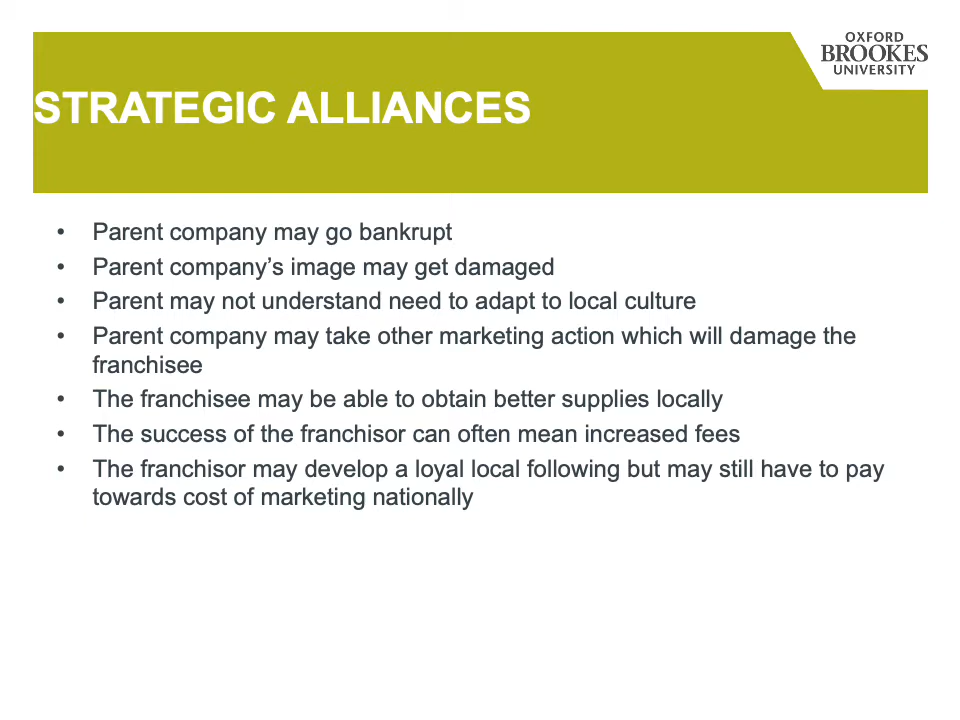 OXFORD
BROOKES
UNIVERSITY
STRATEGIC ALLIANCES
• Parent company may go bankrupt
• Parent company’s image may get damaged
• Parent may not understand need to adapt to local culture
• Parent company may take other marketing action which will damage the
franchisee
• The franchisee may be able to obtain better supplies locally
• The success of the franchisor can often mean increased fees
• The franchisor may develop a loyal local following but may still have to pay
towards cost of marketing nationally